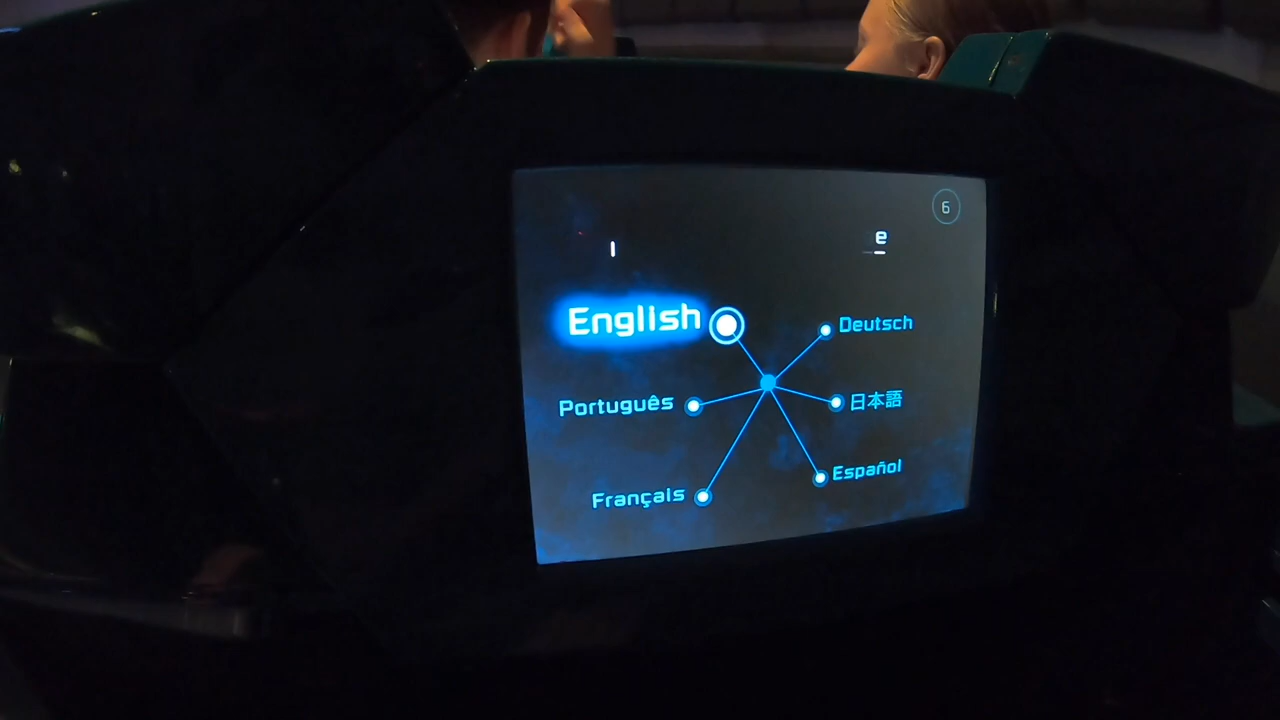 6
l e
English
Deutsch
Português
日本語
Français
Español